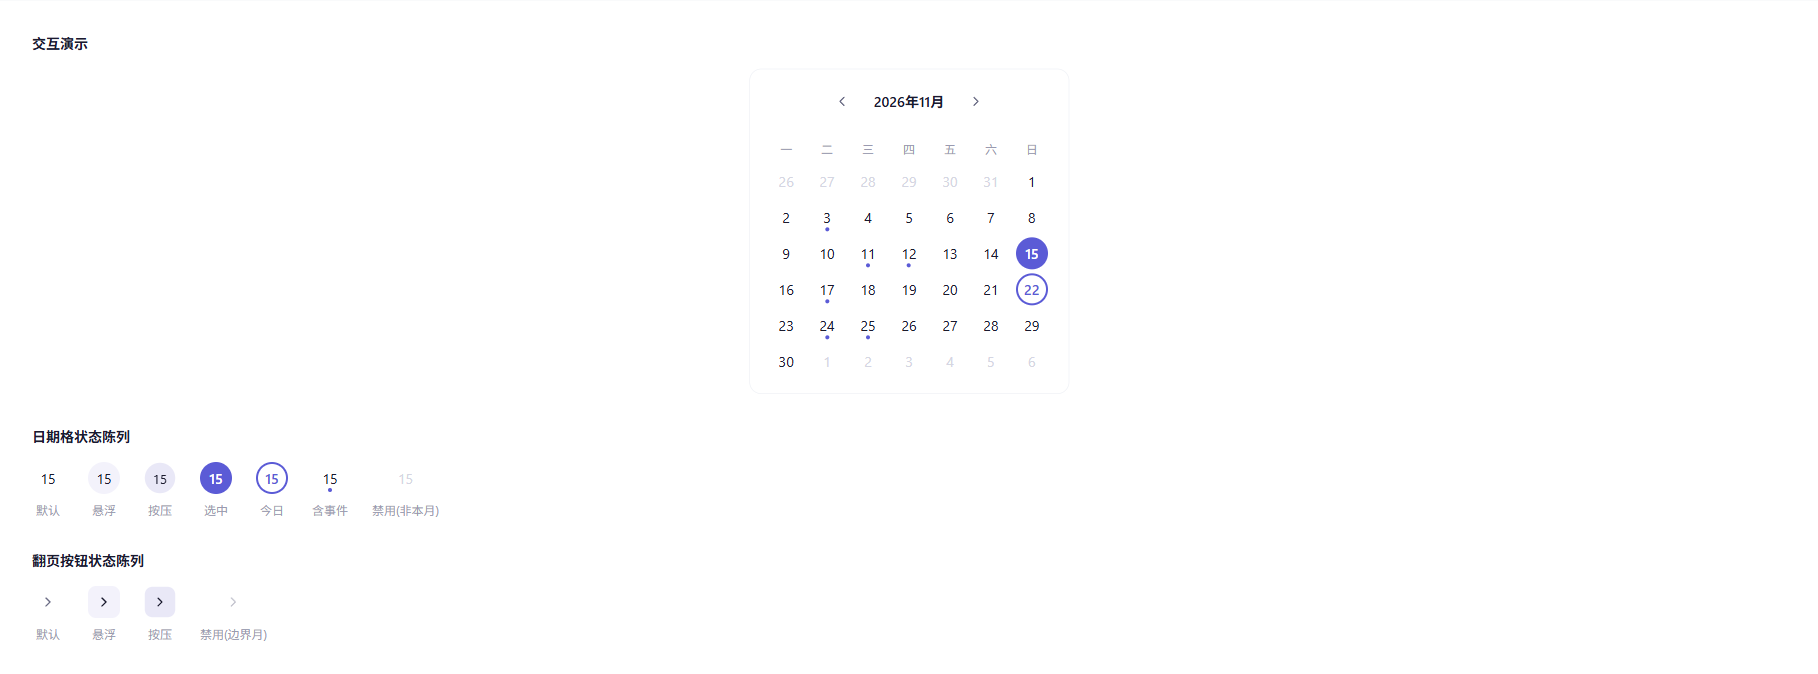 交互演示
2026年11月
一 二 三 四 五 六 日
26 27 28 29 30 31 1
2 3 4 5 6 7 8
9 10 11 12 13 14 15
16 17 18 19 20 21 22
23 24 25 26 27 28 29
30 1 2 3 4 5 6
日期格状态陈列
15 15 15 15 15 15 15
默认 悬浮 按压 选中 今日 含事件 禁用(非本月)
翻页按钮状态陈列
默认 悬浮 按压 禁用(边界月)